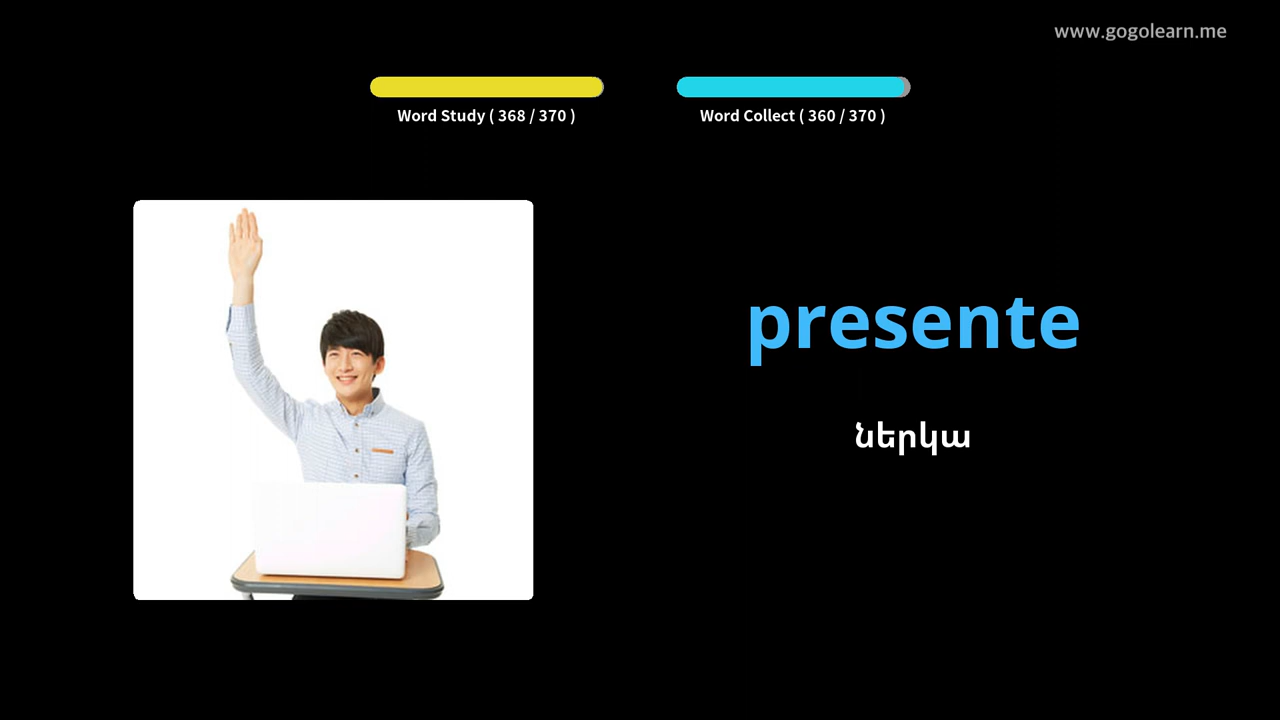 www.gogolearn.me
Word Study ( 368 / 370 )
Word Collect ( 360 / 370 )
presente
ներկա